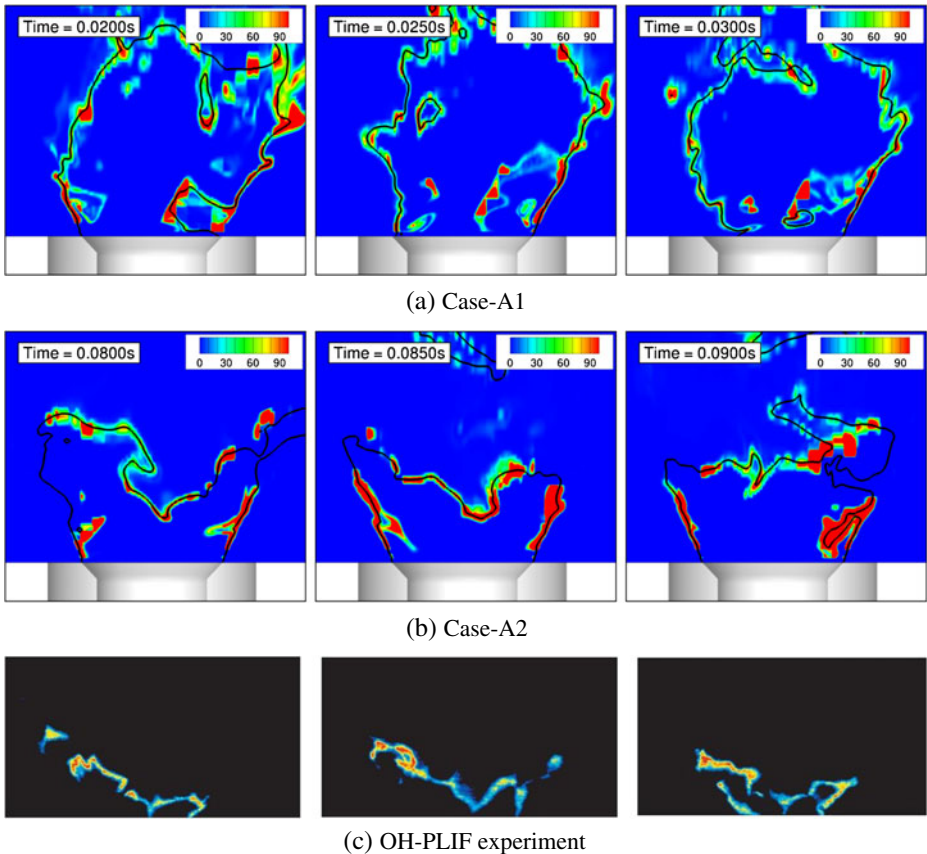 Time = 0.0200s 0 30 60 90 Time = 0.0250s 0 30 60 90 Time = 0.0300s 0 30 60 90
(a) Case-A1
Time = 0.0800s 0 30 60 90 Time = 0.0850s 0 30 60 90 Time = 0.0900s 0 30 60 90
(b) Case-A2
(c) OH-PLIF experiment